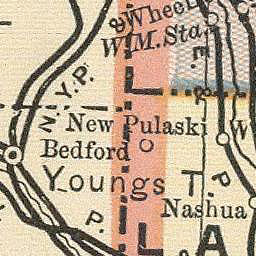 & Wheel
W.M. Sta.
& E.
N.Y.P.
New Pulaski W
Bedford
Youngs T.
P
Nashua
P.
L A